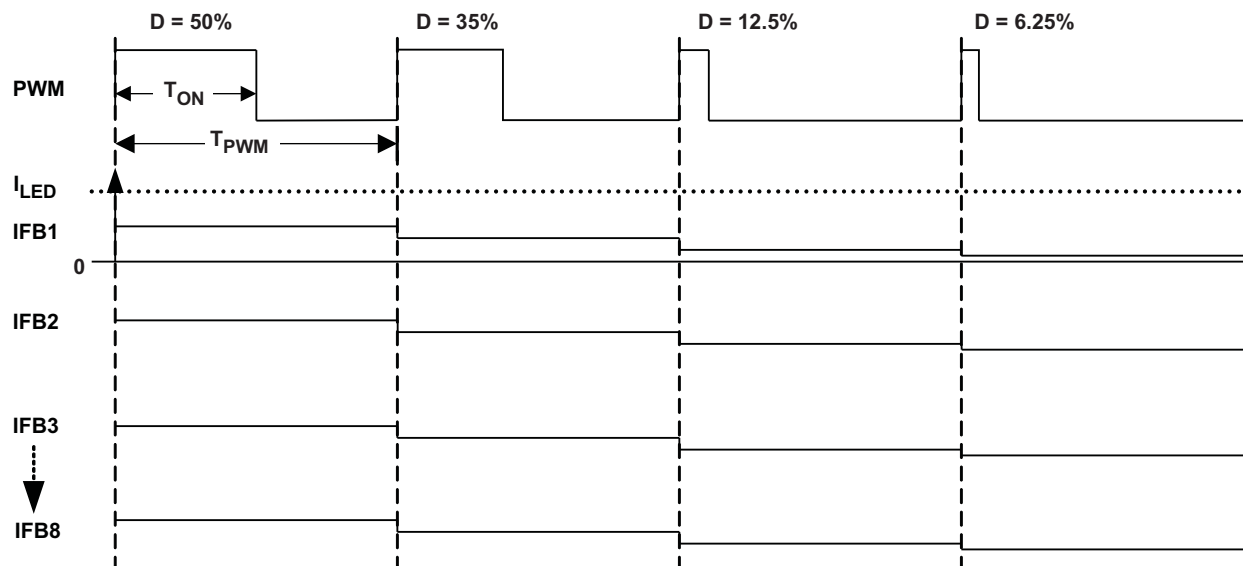 D = 50%
D = 35%
D = 12.5%
D = 6.25%
PWM
TON
TPWM
ILED
IFB1
0
IFB2
IFB3
IFB8